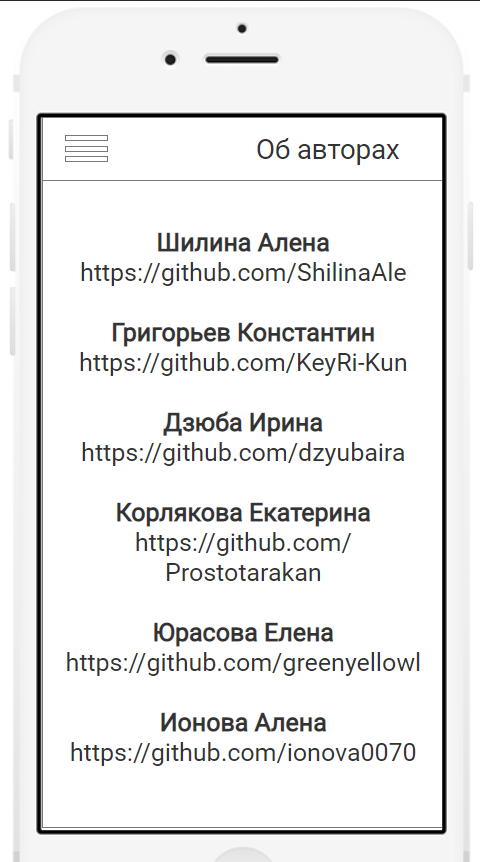 Об авторах
Шилина Алена
https://github.com/ShilinaAle
Григорьев Константин
https://github.com/KeyRi-Kun
Дзюба Ирина
https://github.com/dzyubaira
Корлякова Екатерина
https://github.com/
Prostotarakan
Юрасова Елена
https://github.com/greenyellowl
Ионова Алена
https://github.com/ionova0070